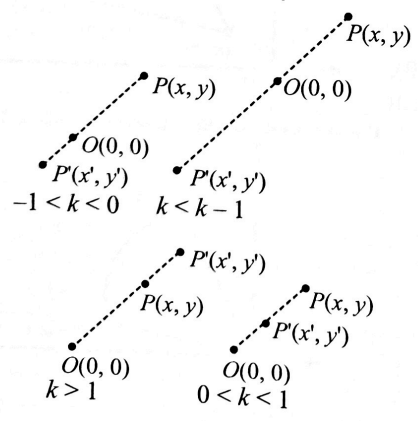 P(x, y)
O(0, 0)
P'(x', y')
–1 < k < 0
P(x, y)
O(0, 0)
P'(x', y')
k < k – 1
P'(x', y')
P(x, y)
O(0, 0)
k > 1
P(x, y)
P'(x', y')
O(0, 0)
0 < k < 1